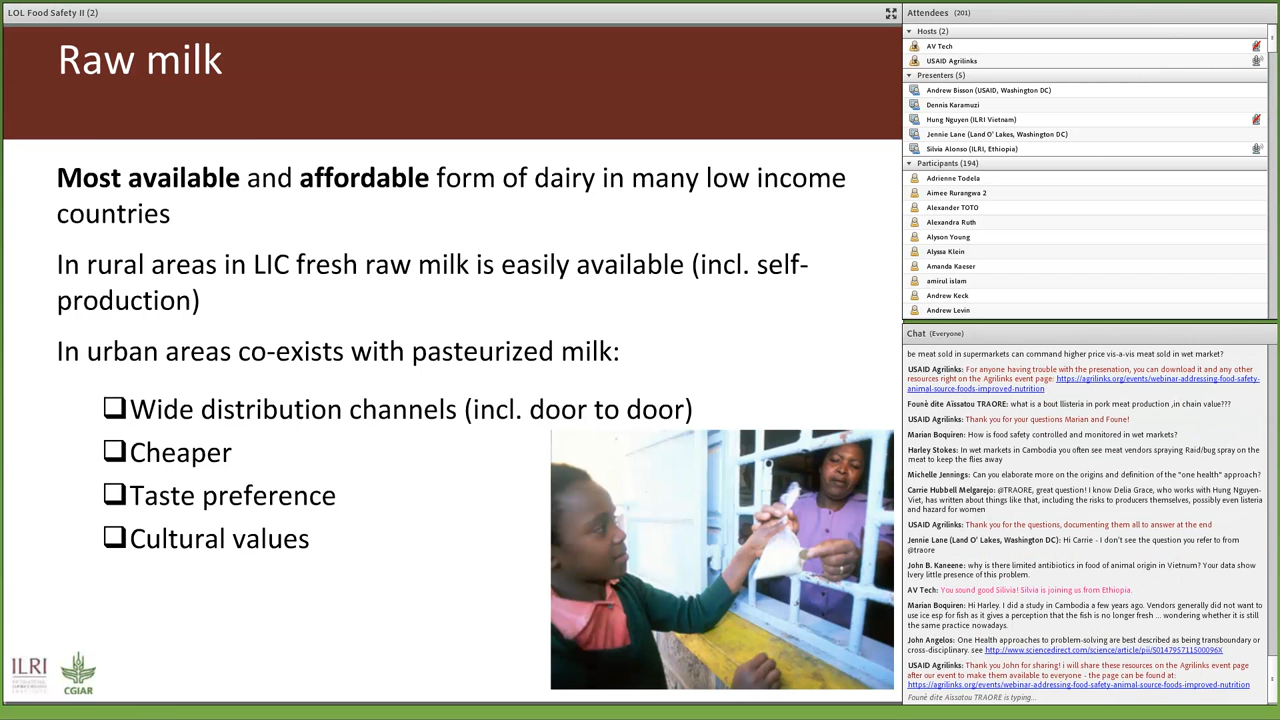 LOL Food Safety II (2)
Raw milk
Most available and affordable form of dairy in many low income
countries
In rural areas in LIC fresh raw milk is easily available (incl. self-
production)
In urban areas co-exists with pasteurized milk:
Wide distribution channels (incl. door to door)
Cheaper
Taste preference
Cultural values
ILRI
CGIAR
Attendees (201)
Hosts (2)
AV Tech
USAID Agrilinks
Presenters (5)
Andrew Bisson (USAID, Washington DC)
Dennis Karamuzi
Hung Nguyen (ILRI Vietnam)
Jennie Lane (Land O' Lakes, Washington DC)
Silvia Alonso (ILRI, Ethiopia)
Participants (194)
Adrienne Todela
Aimee Rurangwa 2
Alexander TOTO
Alexandra Ruth
Alyson Young
Alyssa Klein
Amanda Kaeser
amirul islam
Andrew Keck
Andrew Levin
Chat (Everyone)
be meat sold in supermarkets can command higher price vis-a-vis meat sold in wet market?
USAID Agrilinks: For anyone having trouble with the presenation, you can download it and any other
resources right on the Agrilinks event page: https://agrilinks.org/events/webinar-addressing-food-safety-
animal-source-foods-improved-nutrition
Founè dite Aïssatou TRAORE: what is a bout llisteria in pork meat production ,in chain value???
USAID Agrilinks: Thank you for your questions Marian and Foune!
Marian Boquiren: How is food safety controlled and monitored in wet markets?
Harley Stokes: In wet markets in Cambodia you often see meat vendors spraying Raid/bug spray on the
meat to keep the flies away
Michelle Jennings: Can you elaborate more on the origins and definition of the "one health" approach?
Carrie Hubbell Melgarejo: @TRAORE, great question! I know Delia Grace, who works with Hung Nguyen-
Viet, has written about things like that, including the risks to producers themselves, possibly even listeria
and hazard for women
USAID Agrilinks: Thank you for the questions, documenting them all to answer at the end
Jennie Lane (Land O' Lakes, Washington DC): Hi Carrie - I don't see the question you refer to from
@traore
John B. Kaneene: why is there limited antibiotics in food of animal origin in Vietnum? Your data show
lvery little presence of this problem.
AV Tech: You sound good Silivia! Silvia is joining us from Ethiopia.
Marian Boquiren: Hi Harley. I did a study in Cambodia a few years ago. Vendors generally did not want to
use ice esp for fish as it gives a perception that the fish is no longer fresh ... wondering whether it is still
the same practice nowadays.
John Angelos: One Health approaches to problem-solving are best described as being transboundary or
cross-disciplinary. see http://www.sciencedirect.com/science/article/pii/S014795711500096X
USAID Agrilinks: Thank you John for sharing! i will share these resources on the Agrilinks event page
after our event to make them available to everyone - the page can be found at:
https://agrilinks.org/events/webinar-addressing-food-safety-animal-source-foods-improved-nutrition
Founè dite Aïssatou TRAORE is typing...